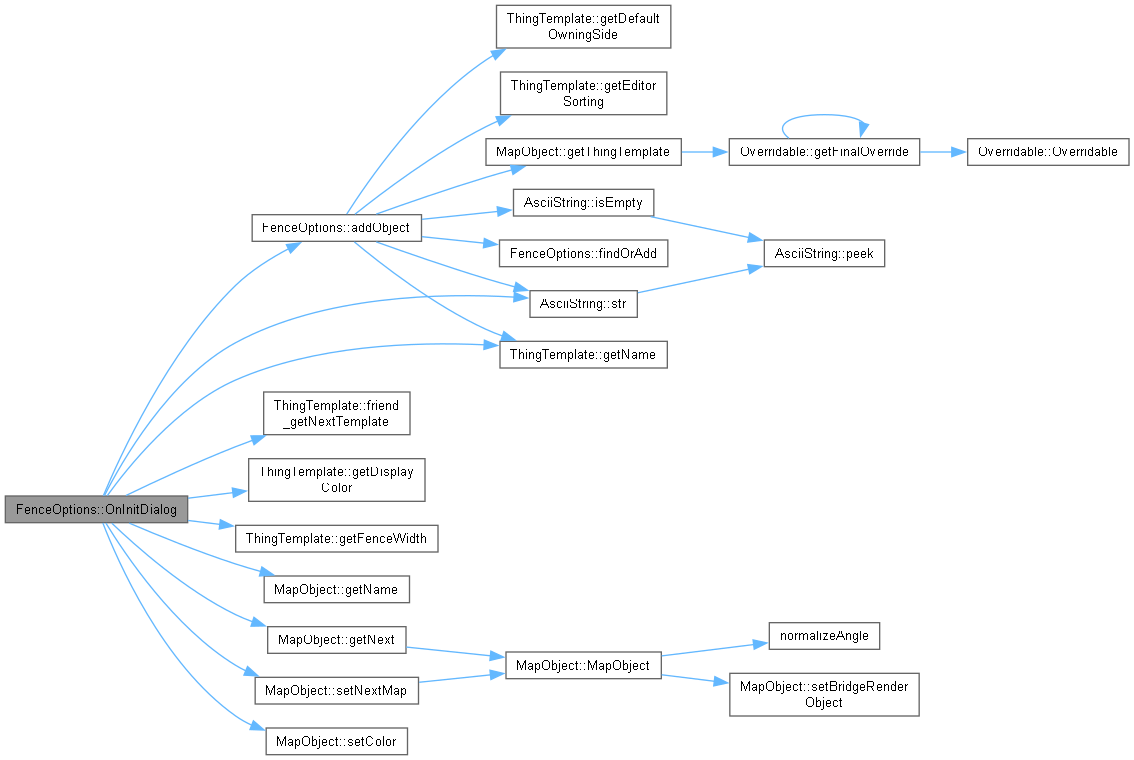 ThingTemplate::getDefault
OwningSide
ThingTemplate::getEditor
Sorting
MapObject::getThingTemplate
Overridable::getFinalOverride
Overridable::Overridable
AsciiString::isEmpty
FenceOptions::addObject
FenceOptions::findOrAdd
AsciiString::peek
AsciiString::str
ThingTemplate::getName
ThingTemplate::friend
_getNextTemplate
ThingTemplate::getDisplay
Color
FenceOptions::OnInitDialog
ThingTemplate::getFenceWidth
MapObject::getName
MapObject::getNext
normalizeAngle
MapObject::MapObject
MapObject::setNextMap
MapObject::setBridgeRender
Object
MapObject::setColor